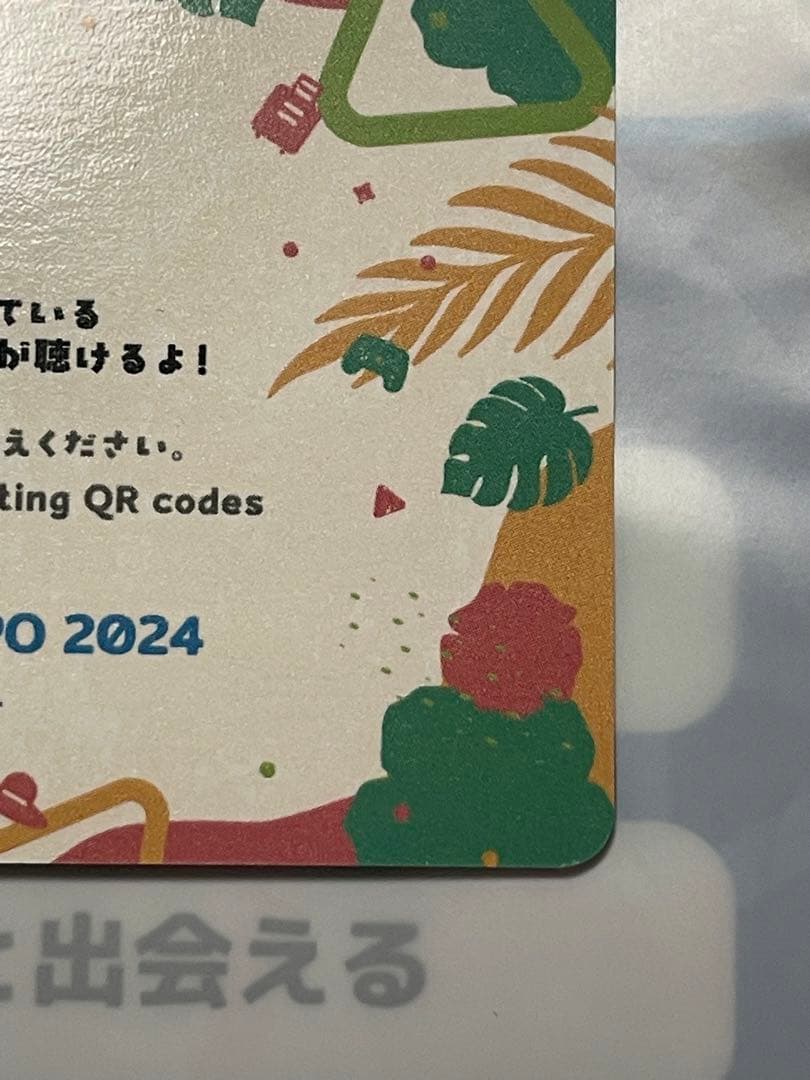 ている
が聴けるよ!
えください。
ting QR codes
PO 2024
と出会える